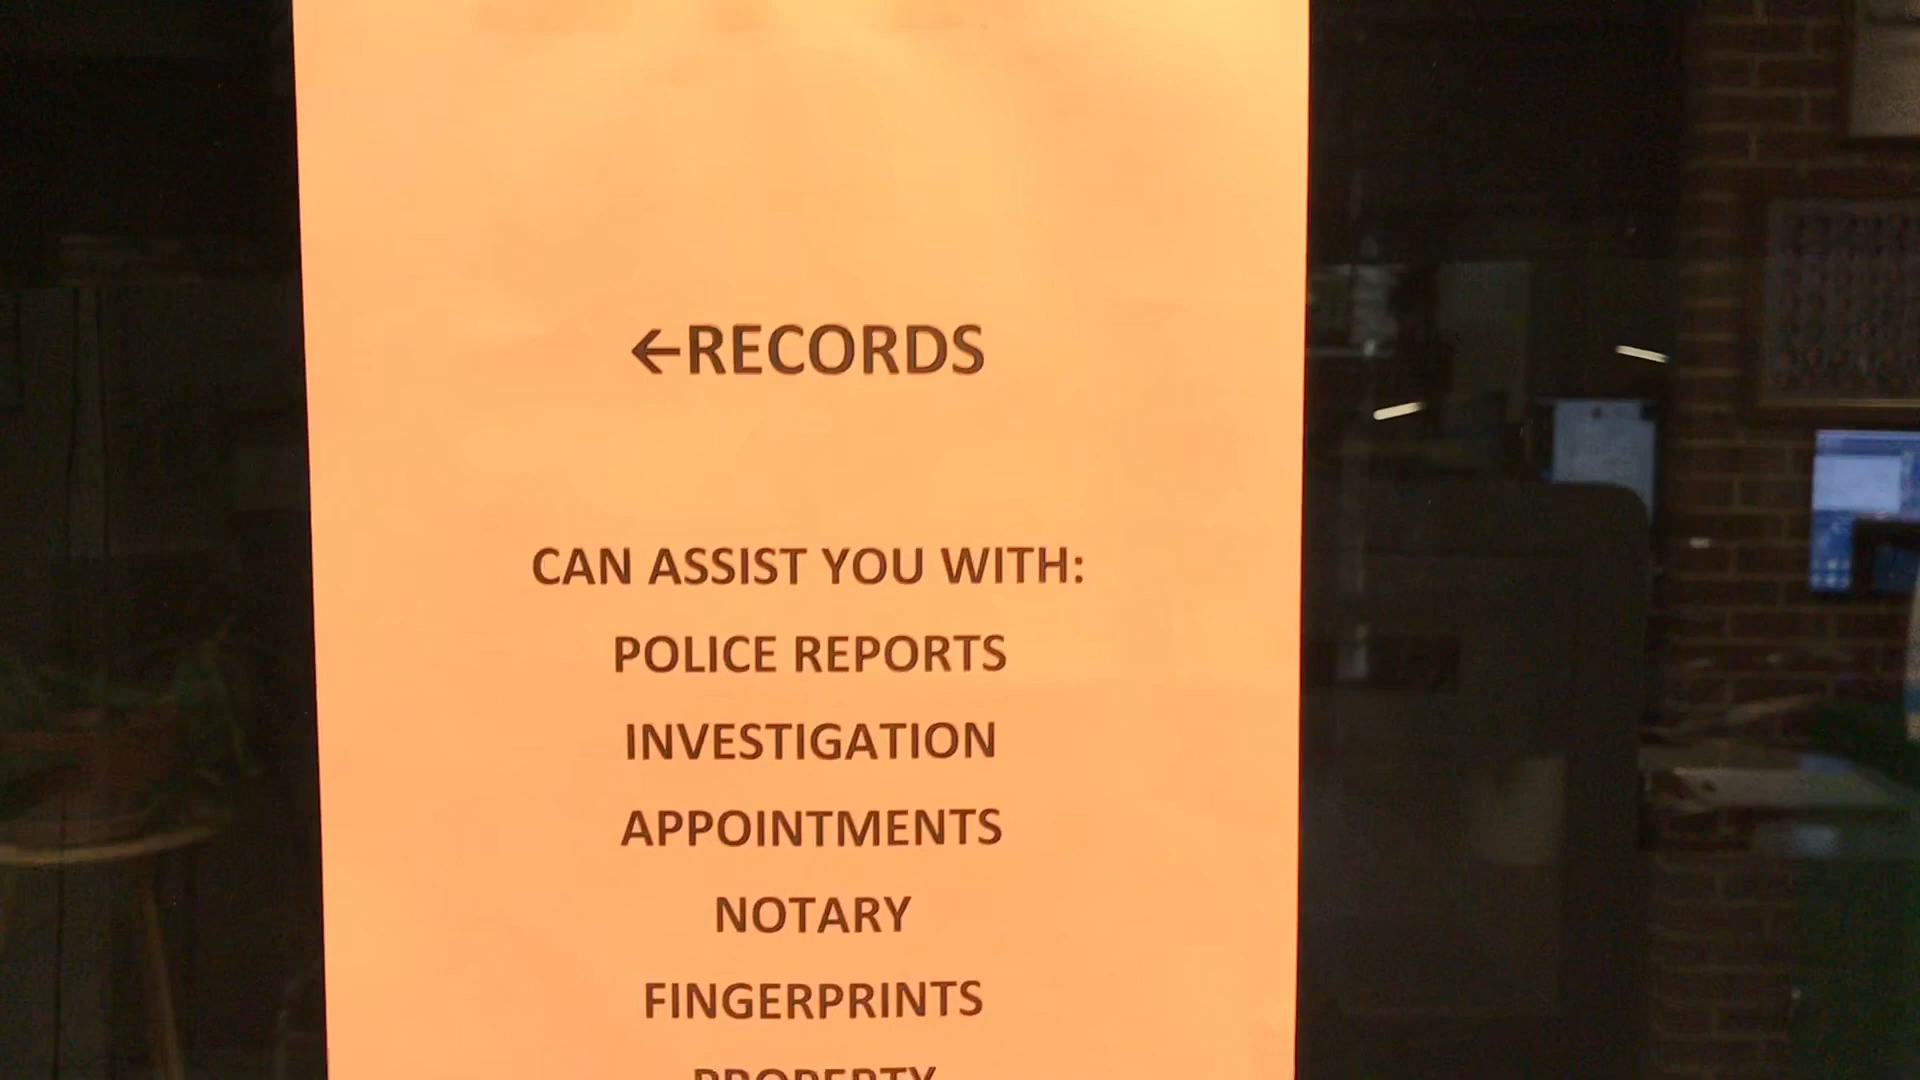 ←RECORDS
CAN ASSIST YOU WITH:
POLICE REPORTS
INVESTIGATION
APPOINTMENTS
NOTARY
FINGERPRINTS
PROPERTY